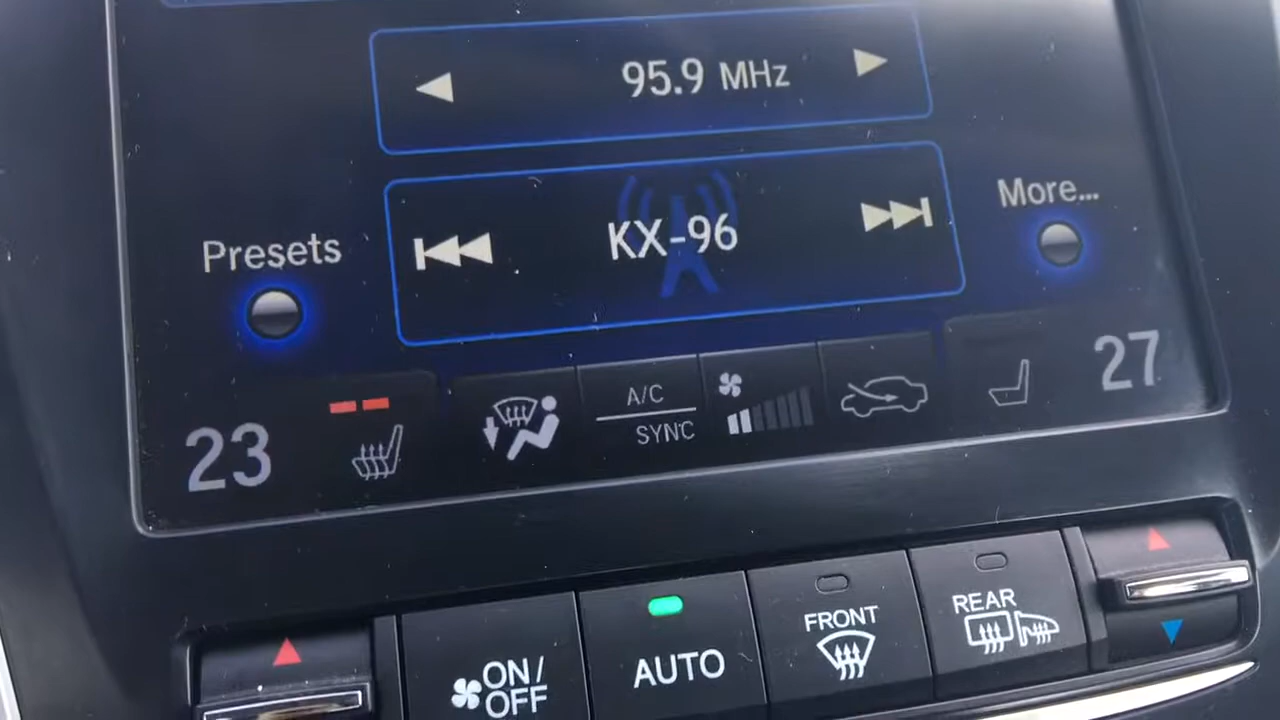 95.9 MHz
KX-96
Presets
More...
23
A/C
SYNC
27
ON/
OFF
AUTO
FRONT
REAR